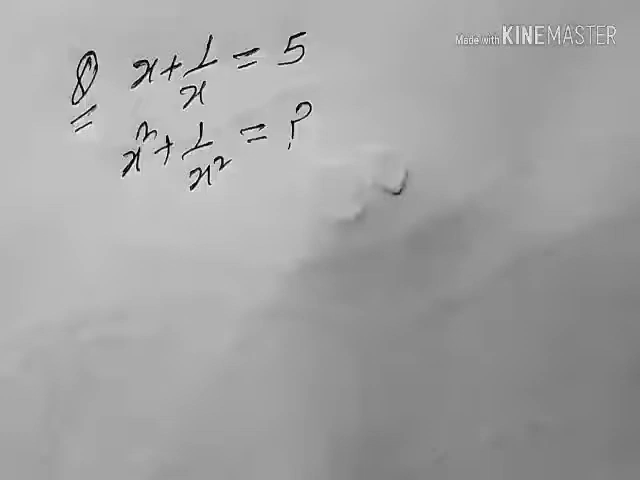 Made with KINEMASTER
Q x + 1/x = 5
x² + 1/x² = ?